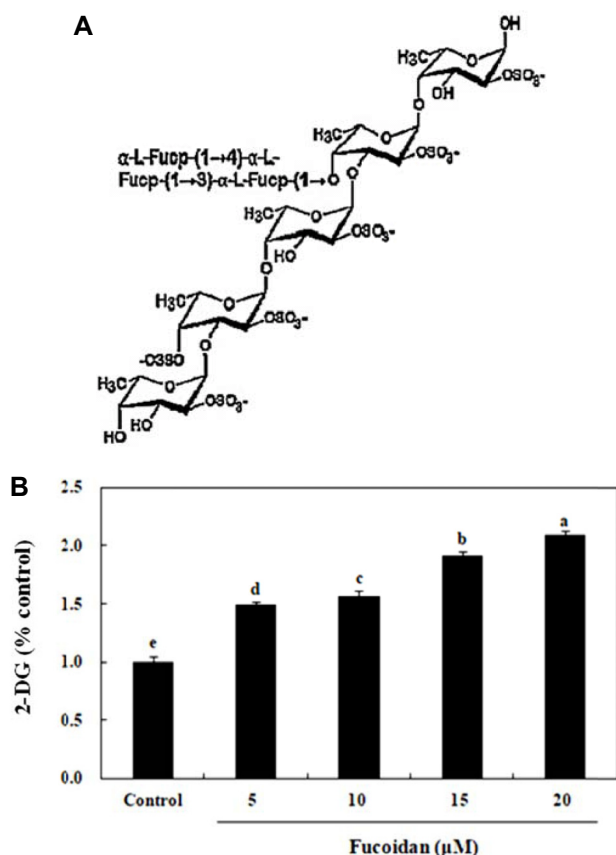 A
OH
H₃C
O
OSO₃-
OH
O
H₃C
O
α-L-Fucp-(1→4)-α-L-
OSO₃-
Fucp-(1→3)-α-L-Fucp-(1→
O
O
H₃C
O
OSO₃-
HO
O
H₃C
O
OSO₃-
-O3SO
O
H₃C
O
OSO₃-
HO
HO
B
2.5
2.0
1.5
1.0
0.5
0.0
2-DG (% control)
e
d
c
b
a
Control
5
10
15
20
Fucoidan (µM)